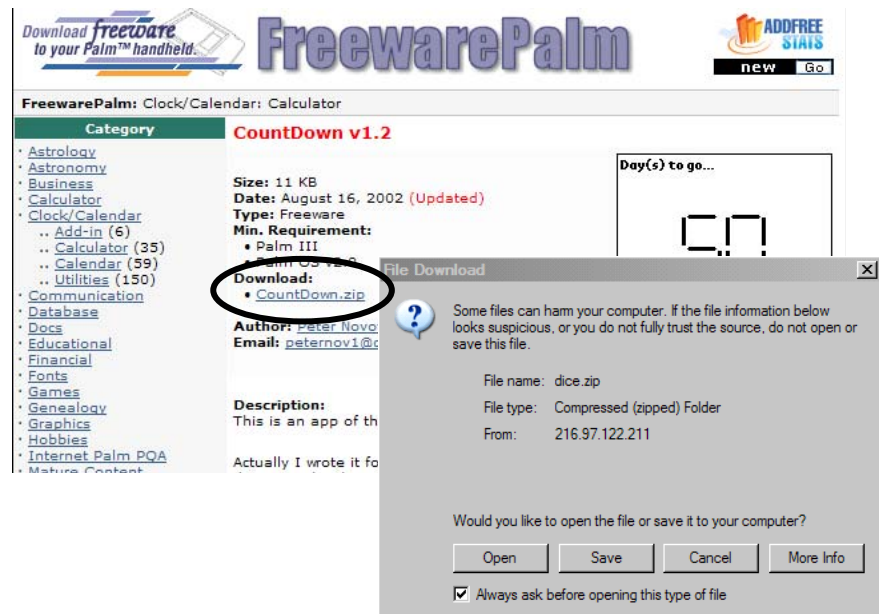 Download freeware
to your Palm™ handheld.
FreewarePalm
ADDFREE
STATS
new Go
FreewarePalm: Clock/Calendar: Calculator
Category
· Astrology
· Astronomy
· Business
· Calculator
· Clock/Calendar
.. Add-in (6)
.. Calculator (35)
.. Calendar (59)
.. Utilities (150)
· Communication
· Database
· Docs
· Educational
· Financial
· Fonts
· Games
· Genealogy
· Graphics
· Hobbies
· Internet Palm PQA
· Mature Content
CountDown v1.2
Size: 11 KB
Date: August 16, 2002 (Updated)
Type: Freeware
Min. Requirement:
• Palm III
• Palm OS
Download:
• CountDown.zip
Author: Peter
Email: peternov1@
Description:
This is an app of th
Actually I wrote it fo
Day(s) to go...
File Download
Some files can harm your computer. If the file information below
looks suspicious, or you do not fully trust the source, do not open or
save this file.
File name: dice.zip
File type: Compressed (zipped) Folder
From: 216.97.122.211
Would you like to open the file or save it to your computer?
Open Save Cancel More Info
Always ask before opening this type of file